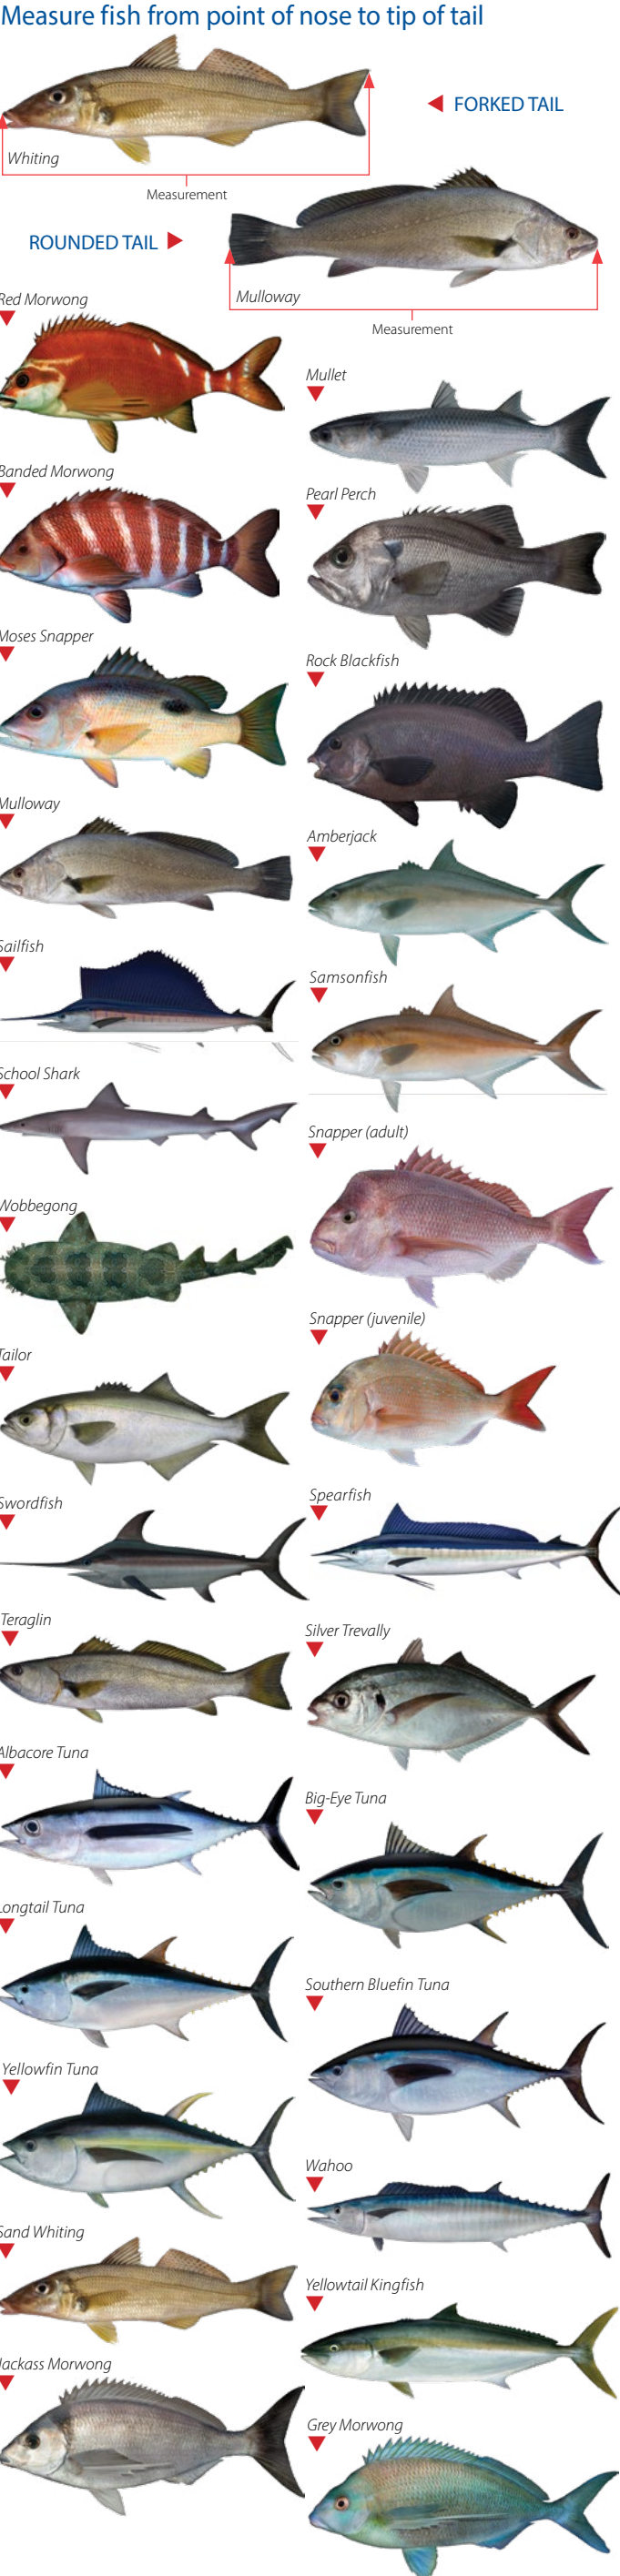 Measure fish from point of nose to tip of tail
FORKED TAIL
Whiting
Measurement
ROUNDED TAIL
Mulloway
Measurement
Red Morwong
Mullet
Banded Morwong
Pearl Perch
Moses Snapper
Rock Blackfish
Mulloway
Amberjack
Sailfish
Samsonfish
School Shark
Snapper (adult)
Wobbegong
Snapper (juvenile)
Tailor
Spearfish
Swordfish
Teraglin
Silver Trevally
Albacore Tuna
Big-Eye Tuna
Longtail Tuna
Southern Bluefin Tuna
Yellowfin Tuna
Wahoo
Sand Whiting
Yellowtail Kingfish
Jackass Morwong
Grey Morwong